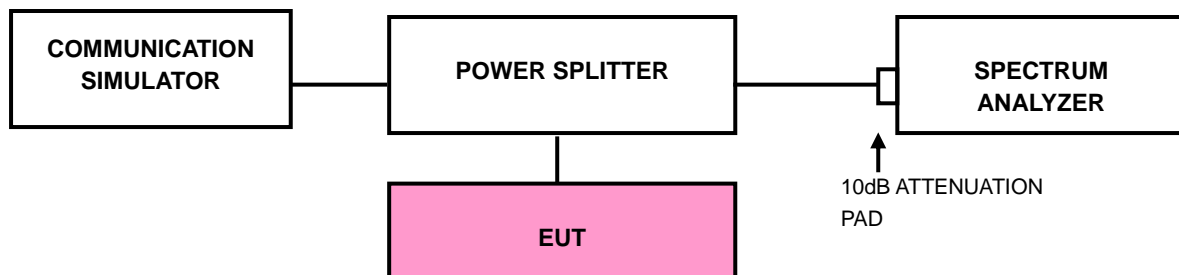 COMMUNICATION
SIMULATOR
POWER SPLITTER
SPECTRUM
ANALYZER
10dB ATTENUATION
PAD
EUT